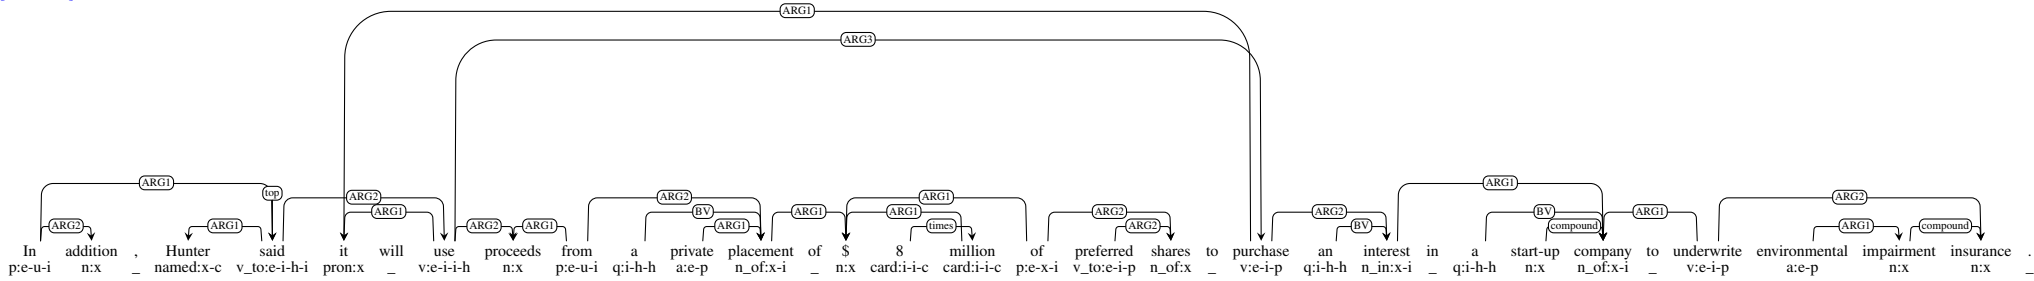 ARG1
ARG3
ARG1 top ARG2 ARG2 ARG1 ARG1 ARG2
ARG2 ARG1 ARG1 ARG2 ARG1 BV ARG1 ARG1 ARG1 times ARG2 ARG2 BV BV compound ARG1 ARG1 compound
In addition , Hunter said it will use proceeds from a private placement of $ 8 million of preferred shares to purchase an interest in a start-up company to underwrite environmental impairment insurance .
p:e-u-i n:x _ named:x-c v_to:e-i-h-i pron:x _ v:e-i-i-h n:x p:e-u-i q:i-h-h a:e-p n_of:x-i _ n:x card:i-i-c card:i-i-c p:e-x-i v_to:e-i-p n_of:x _ v:e-i-p q:i-h-h n_in:x-i _ q:i-h-h n:x n_of:x-i _ v:e-i-p a:e-p n:x n:x _